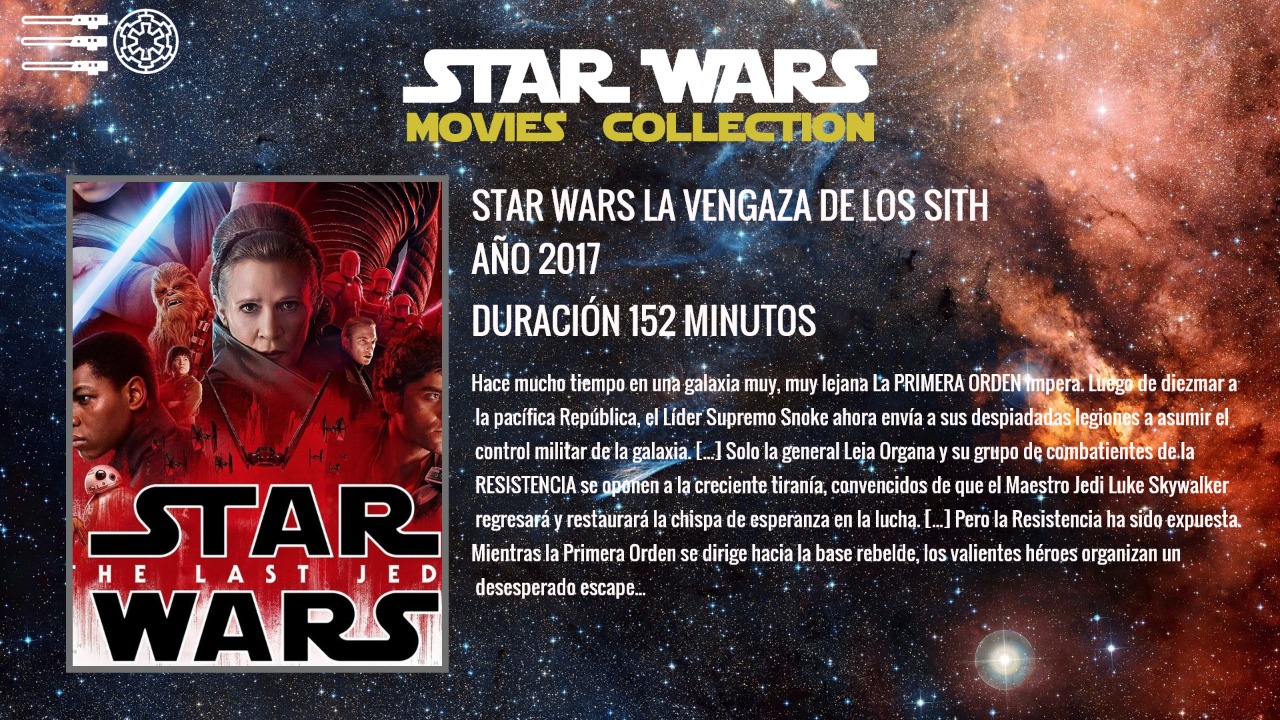 STAR WARS
MOVIES COLLECTION
STAR WARS LA VENGAZA DE LOS SITH
AÑO 2017
DURACIÓN 152 MINUTOS
Hace mucho tiempo en una galaxia muy, muy lejana La PRIMERA ORDEN impera. Luego de diezmar a
la pacífica República, el Líder Supremo Snoke ahora envía a sus despiadadas legiones a asumir el
control militar de la galaxia. [...] Solo la general Leia Organa y su grupo de combatientes de la
RESISTENCIA se oponen a la creciente tiranía, convencidos de que el Maestro Jedi Luke Skywalker
regresará y restaurará la chispa de esperanza en la lucha. [...] Pero la Resistencia ha sido expuesta.
Mientras la Primera Orden se dirige hacia la base rebelde, los valientes héroes organizan un
desesperado escape...
STAR
HE LAST JED
WARS